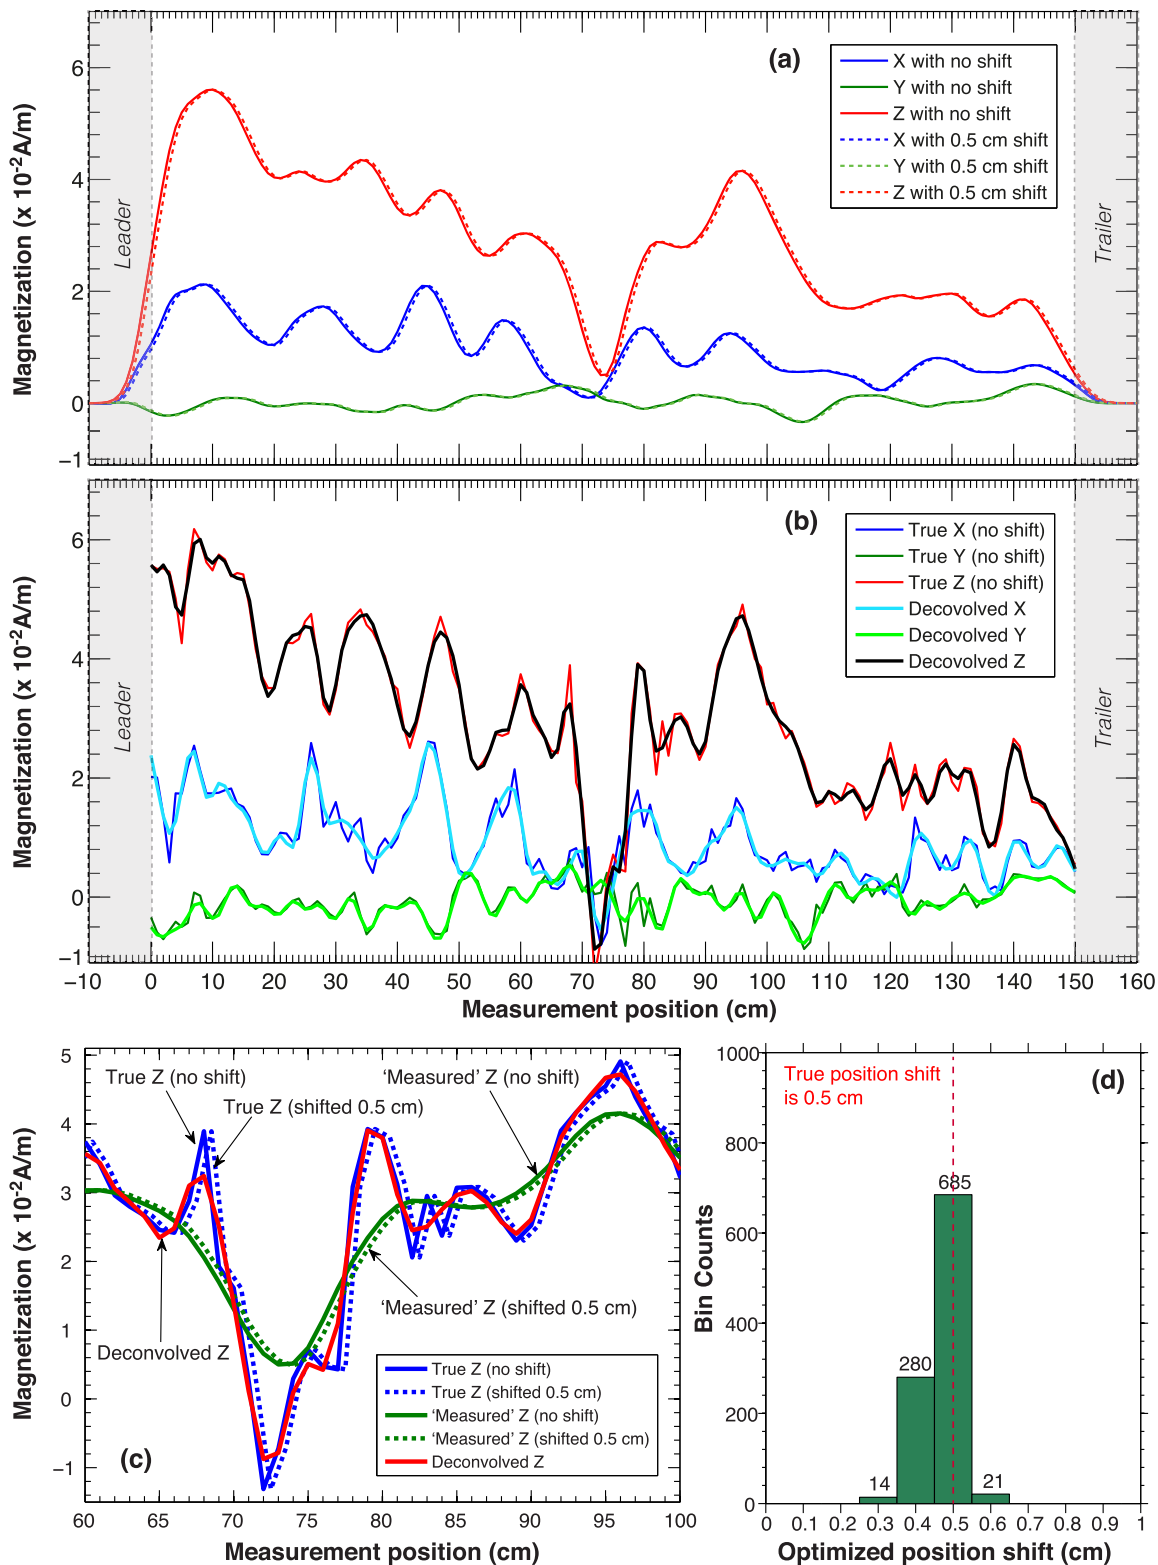 (a)
X with no shift
Y with no shift
Z with no shift
X with 0.5 cm shift
Y with 0.5 cm shift
Z with 0.5 cm shift
Leader
Trailer
Magnetization (x 10⁻²A/m)
6
4
2
0
−1
(b)
True X (no shift)
True Y (no shift)
True Z (no shift)
Decovolved X
Decovolved Y
Decovolved Z
Leader
Trailer
Magnetization (x 10⁻²A/m)
6
4
2
0
−1
−10 0 10 20 30 40 50 60 70 80 90 100 110 120 130 140 150 160
Measurement position (cm)
True Z (no shift)
True Z (shifted 0.5 cm)
‘Measured’ Z (no shift)
‘Measured’ Z (shifted 0.5 cm)
Deconvolved Z
(c)
True Z (no shift)
True Z (shifted 0.5 cm)
‘Measured’ Z (no shift)
‘Measured’ Z (shifted 0.5 cm)
Deconvolved Z
Magnetization (x 10⁻²A/m)
5
4
3
2
1
0
−1
60 65 70 75 80 85 90 95 100
Measurement position (cm)
True position shift
is 0.5 cm
(d)
Bin Counts
1000
800
600
400
200
0
685
280
14
21
0 0.1 0.2 0.3 0.4 0.5 0.6 0.7 0.8 0.9 1
Optimized position shift (cm)